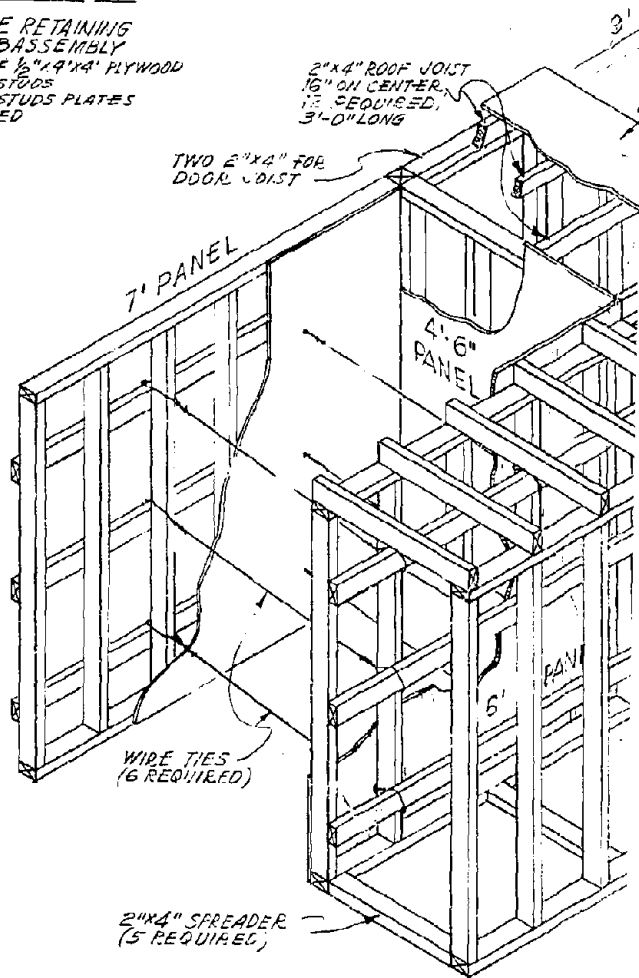 E RETAINING
BASSEMBLY
½"x4'x4' PLYWOOD
STUDS
STUDS PLATES
ED
3'
2"x4" ROOF JOIST
16" ON CENTER,
REQUIRED,
3'-0" LONG
TWO 2"x4" FOR
DOOR JOIST
7' PANEL
4'-6"
PANEL
6' PAN
WIRE TIES
(6 REQUIRED)
2"x4" SPREADER
(5 REQUIRED)